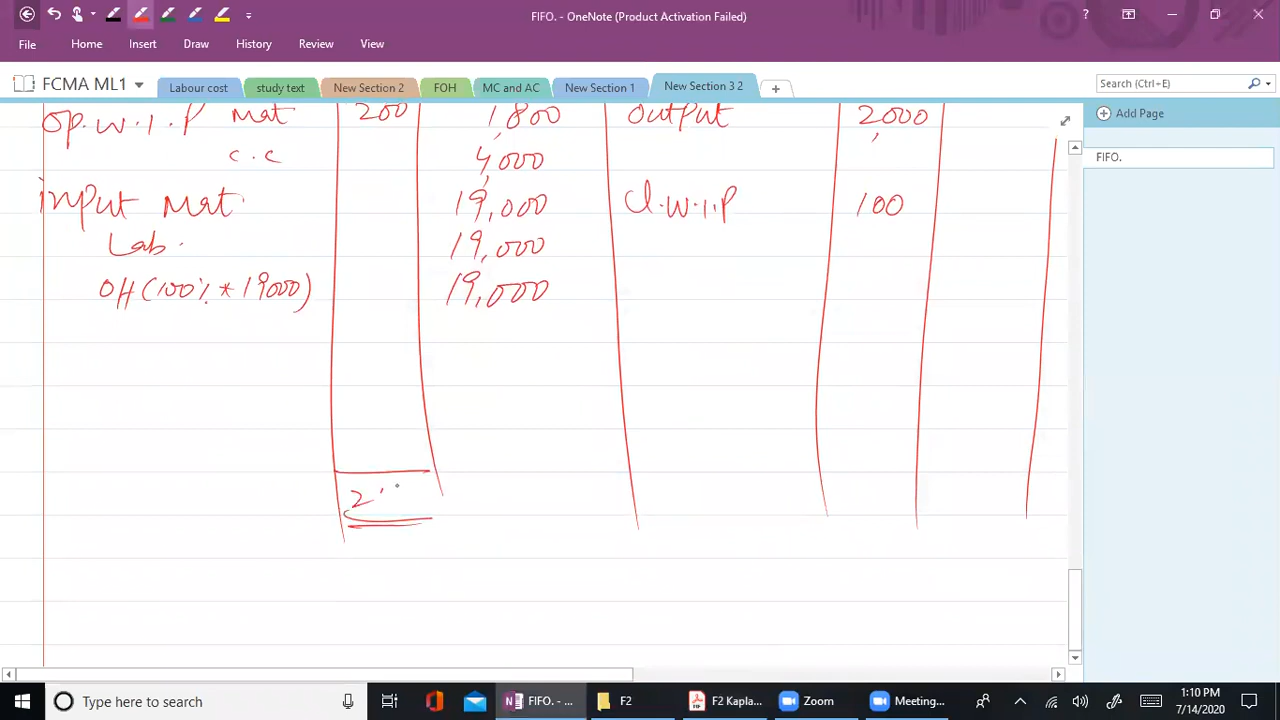 FIFO. - OneNote (Product Activation Failed)
File Home Insert Draw History Review View
FCMA ML1 Labour cost study text New Section 2 FOH MC and AC New Section 1 New Section 3 2 Search (Ctrl+E)
Add Page
FIFO.
OP.W.I.P Mat 200 1,800 output 2,000
C.C 4,000
input Mat. 19,000 Cl.W.I.P 100
Lab. 19,000
OH (100% * 19000) 19,000
2
Type here to search FIFO. - ... F2 F2 Kapla... Zoom Meeting... 1:10 PM
7/14/2020